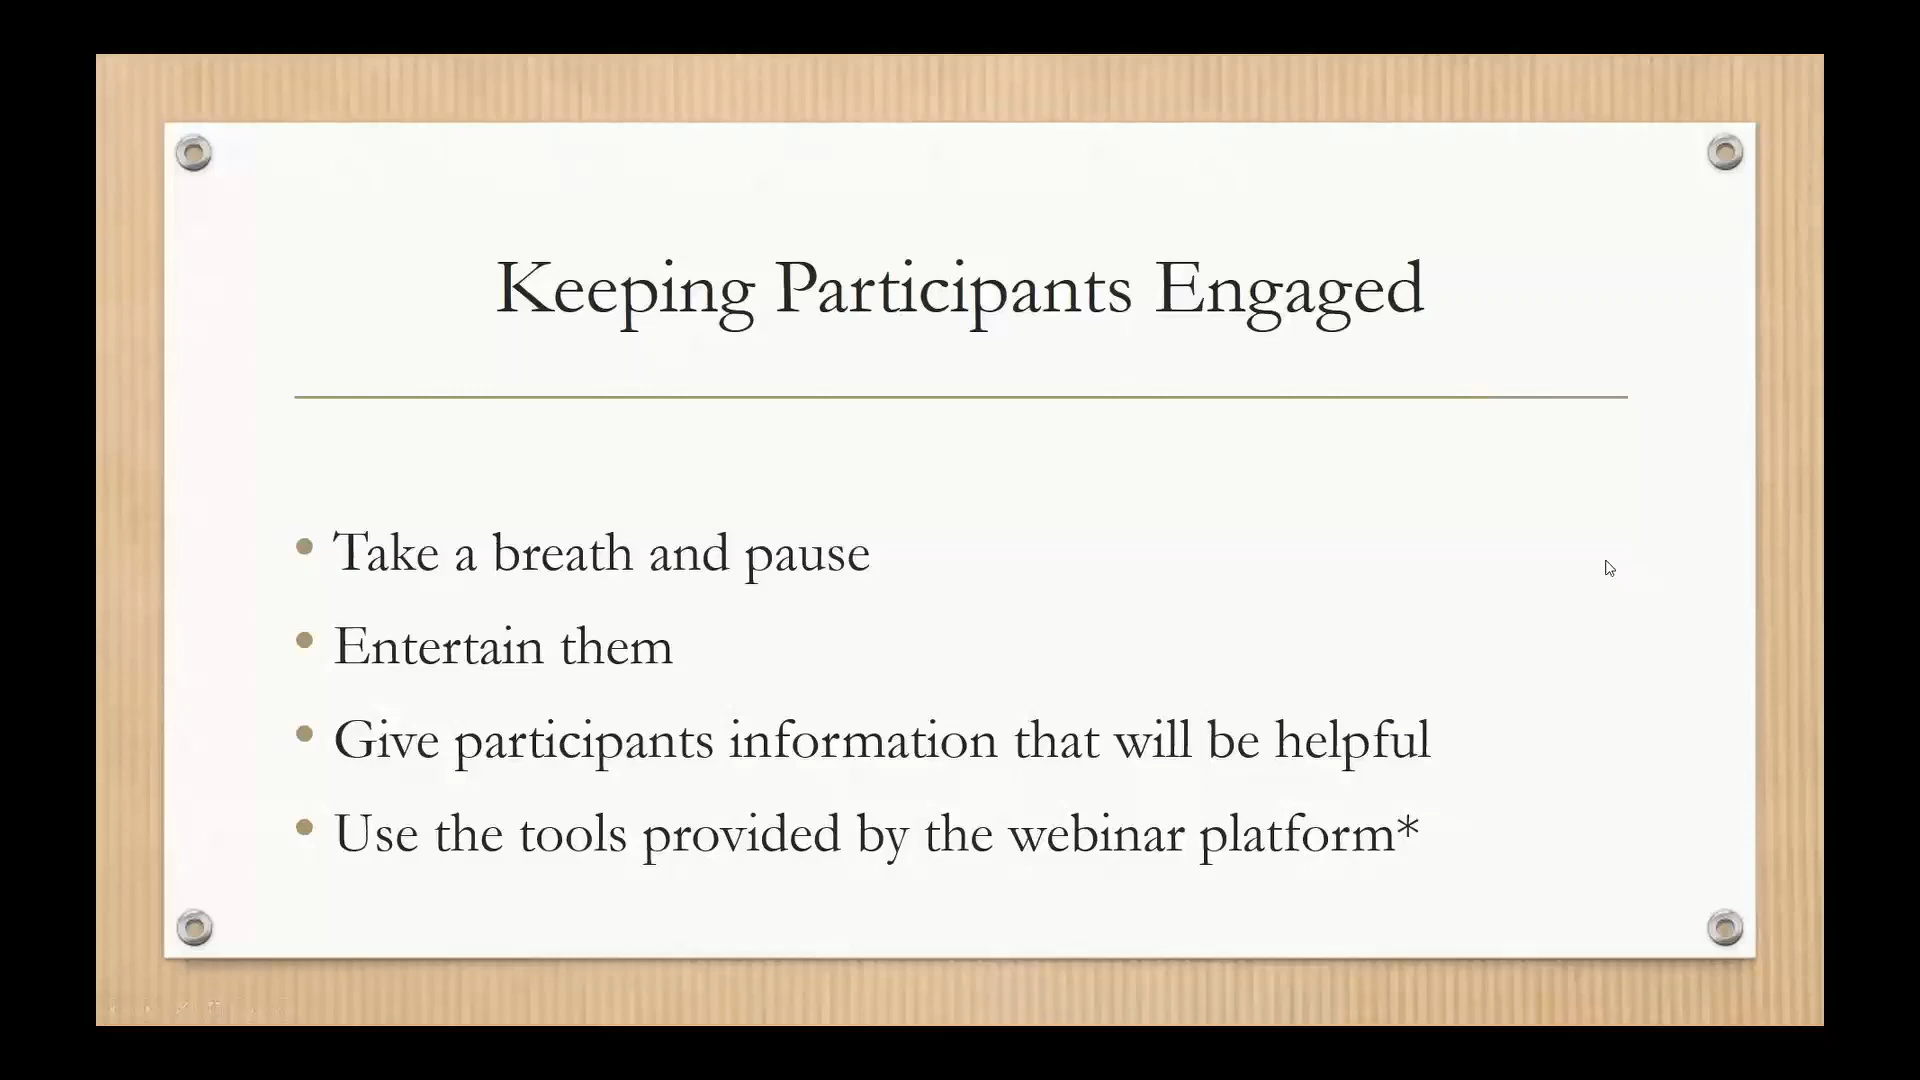 Keeping Participants Engaged
• Take a breath and pause
• Entertain them
• Give participants information that will be helpful
• Use the tools provided by the webinar platform*